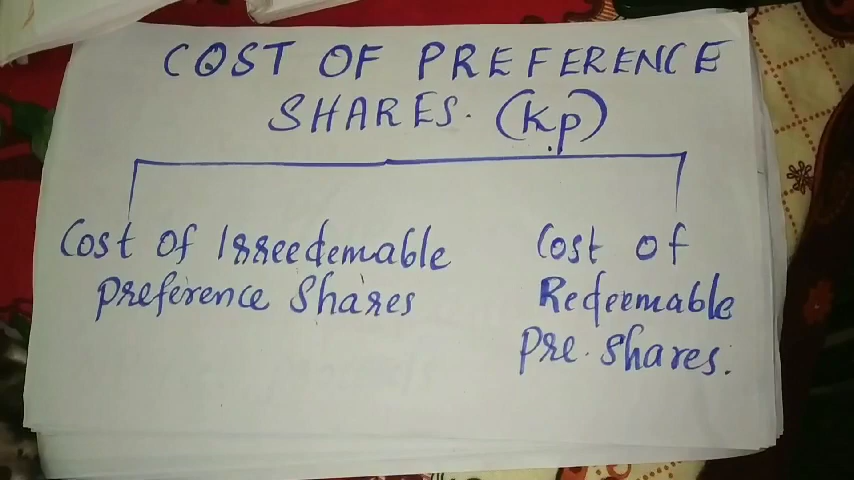 COST OF PREFERENCE
SHARES. (Kp)
Cost of Irredemable
preference Shares
Cost of
Redeemable
Pre. Shares.